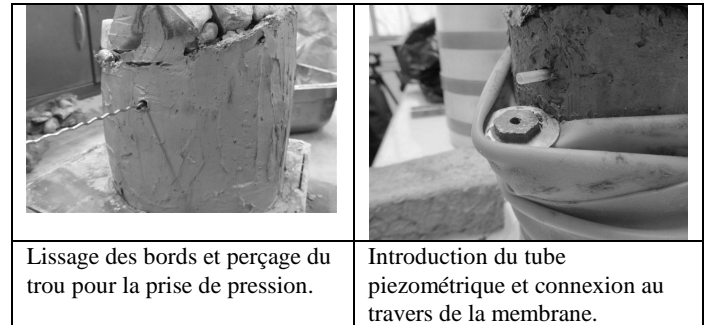 Lissage des bords et perçage du
trou pour la prise de pression.
Introduction du tube
piezométrique et connexion au
travers de la membrane.